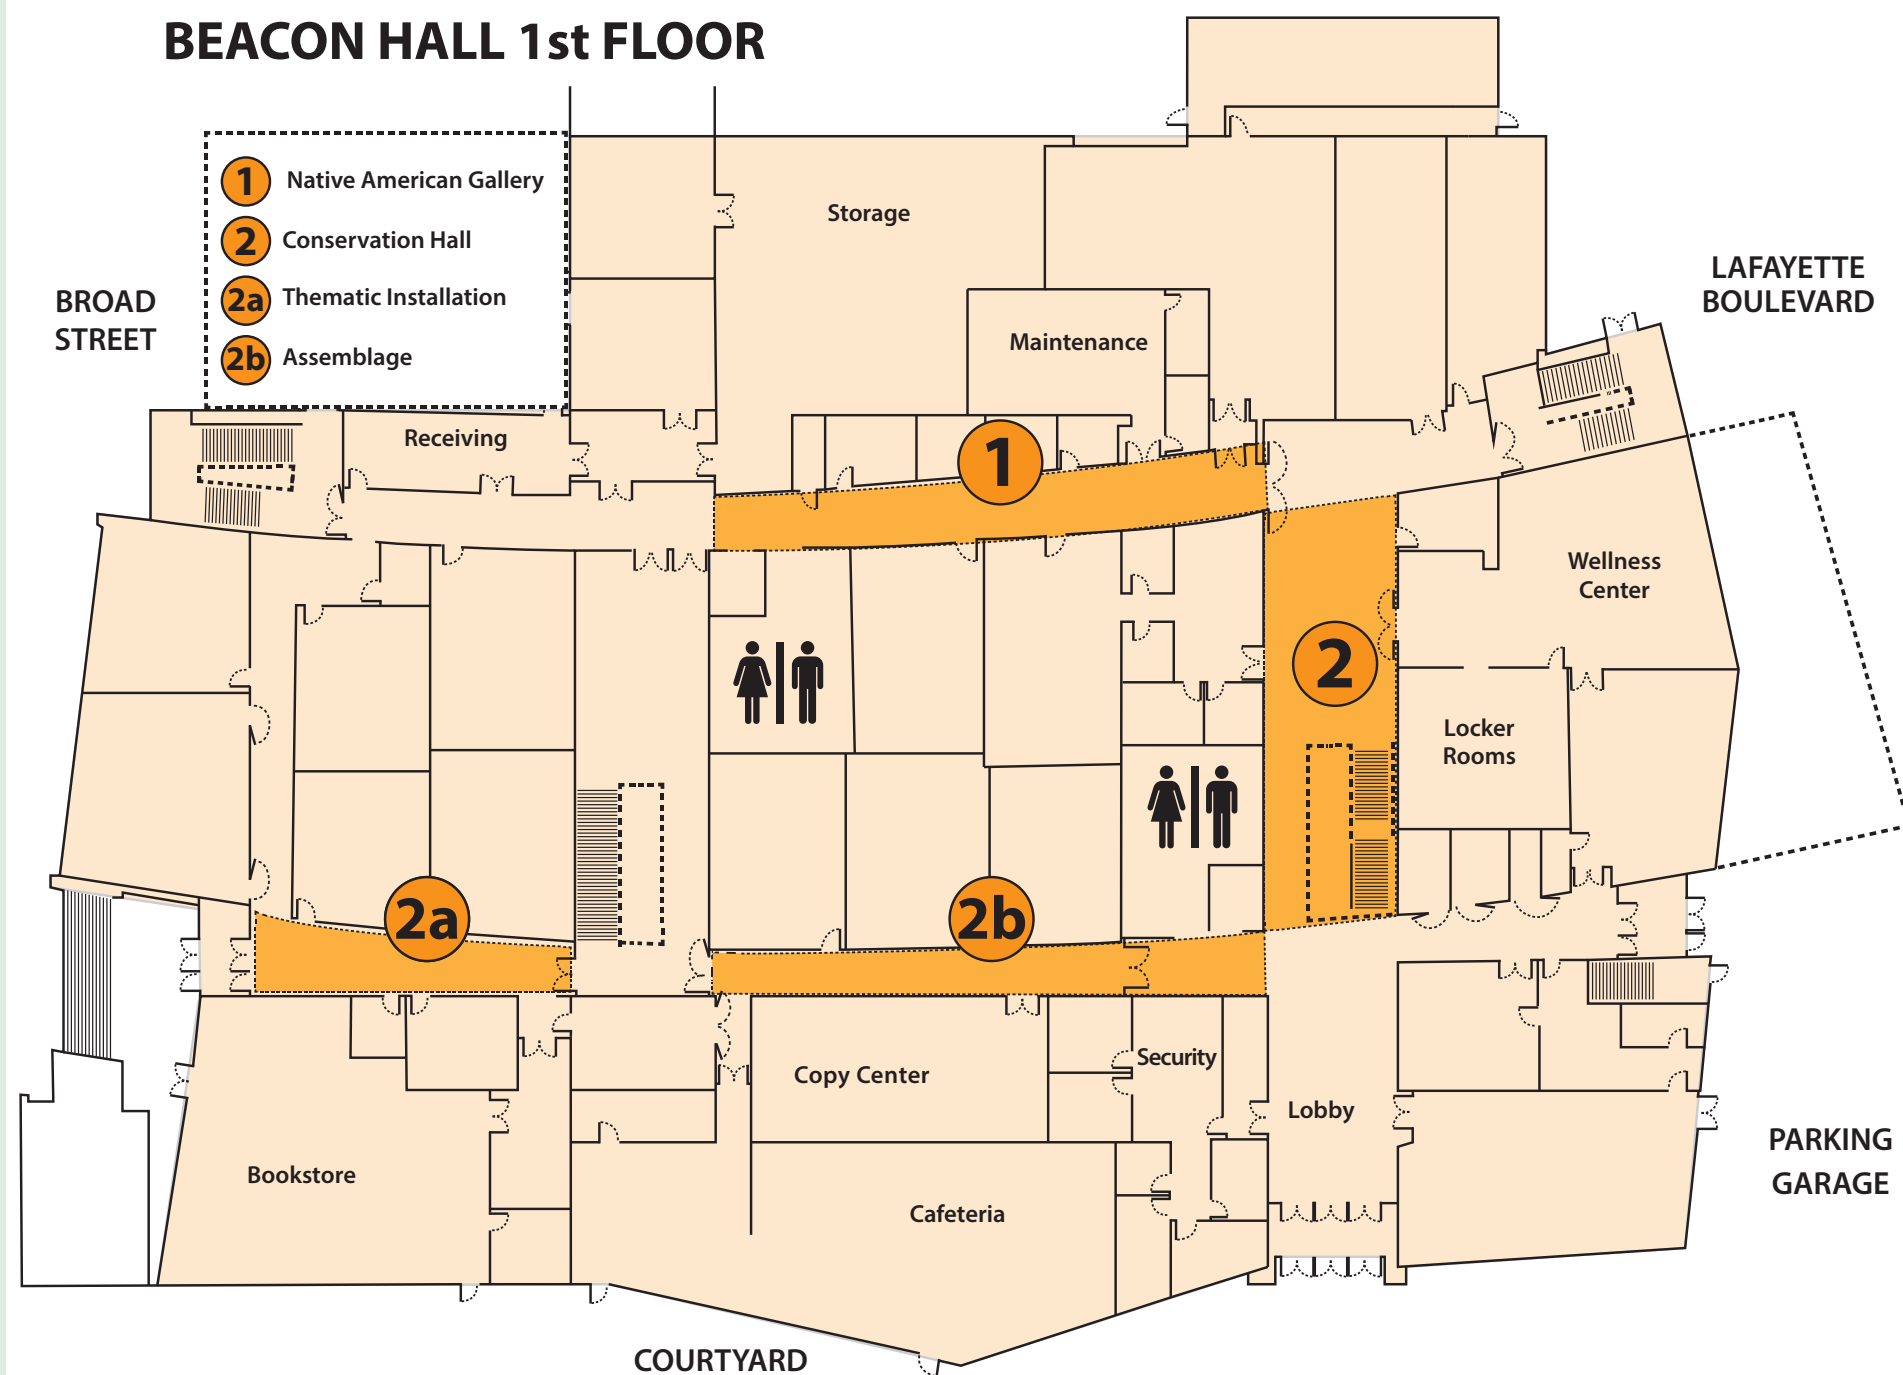 BEACON HALL 1st FLOOR
1 Native American Gallery
2 Conservation Hall
2a Thematic Installation
2b Assemblage
BROAD
STREET
LAFAYETTE
BOULEVARD
Storage
Maintenance
Receiving
1
Wellness
Center
2
Locker
Rooms
2a
2b
Copy Center
Security
Lobby
Bookstore
Cafeteria
PARKING
GARAGE
COURTYARD